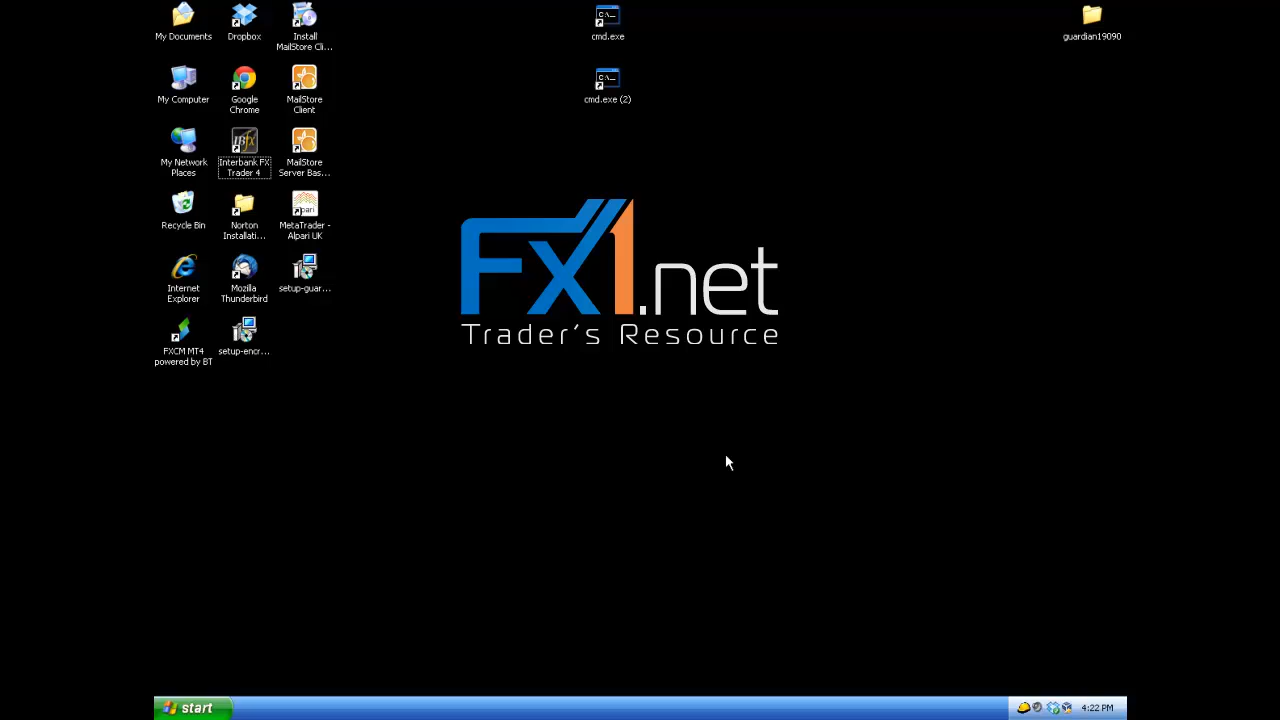 My Documents
Dropbox
Install
MailStore Cli...
cmd.exe
guardian19090
My Computer
Google
Chrome
MailStore
Client
cmd.exe (2)
My Network
Places
IBfx
Interbank FX
Trader 4
MailStore
Server Bas...
Recycle Bin
Norton
Installati...
MetaTrader -
Alpari UK
Internet
Explorer
Mozilla
Thunderbird
setup-guar...
FXCM MT4
powered by BT
setup-encr...
FX1.net
Trader's Resource
start
4:22 PM